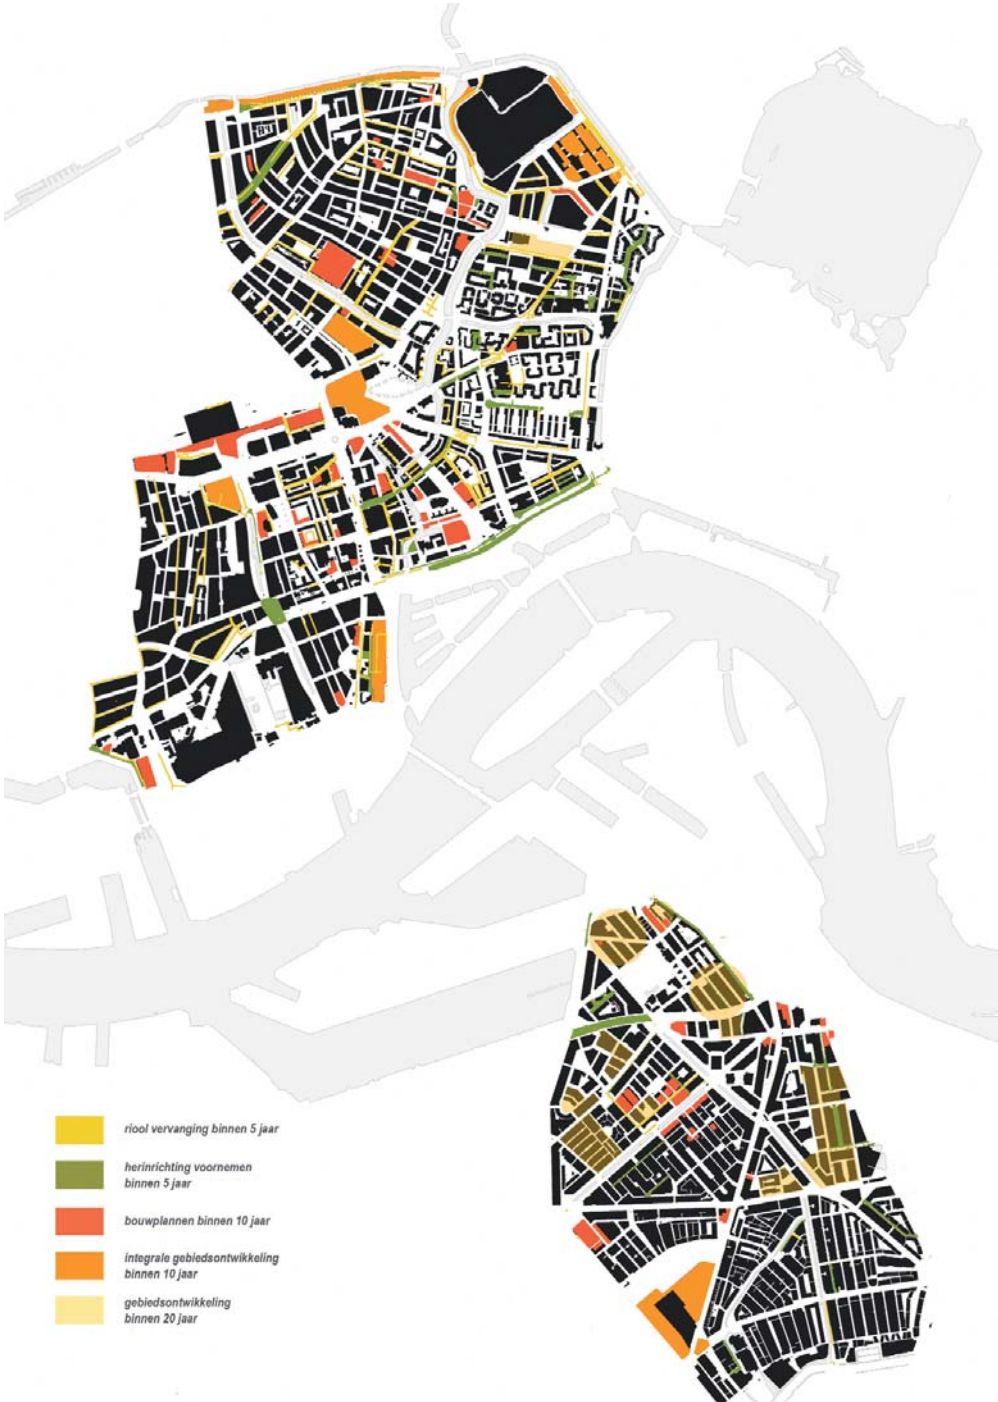 riool vervanging binnen 5 jaar
herinrichting voornemen
binnen 5 jaar
bouwplannen binnen 10 jaar
integrale gebiedsontwikkeling
binnen 10 jaar
gebiedsontwikkeling
binnen 20 jaar